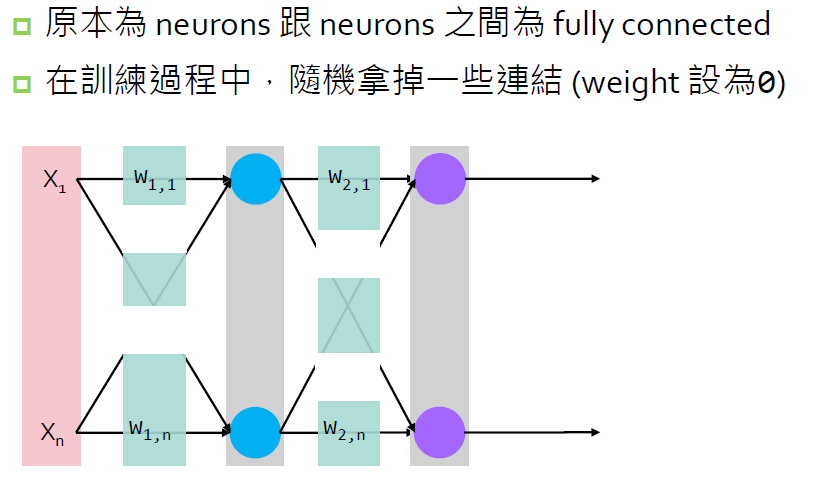 原本為 neurons 跟 neurons 之間為 fully connected
在訓練過程中，隨機拿掉一些連結 (weight 設為0)
X1 W1,1 W2,1
Xn W1,n W2,n